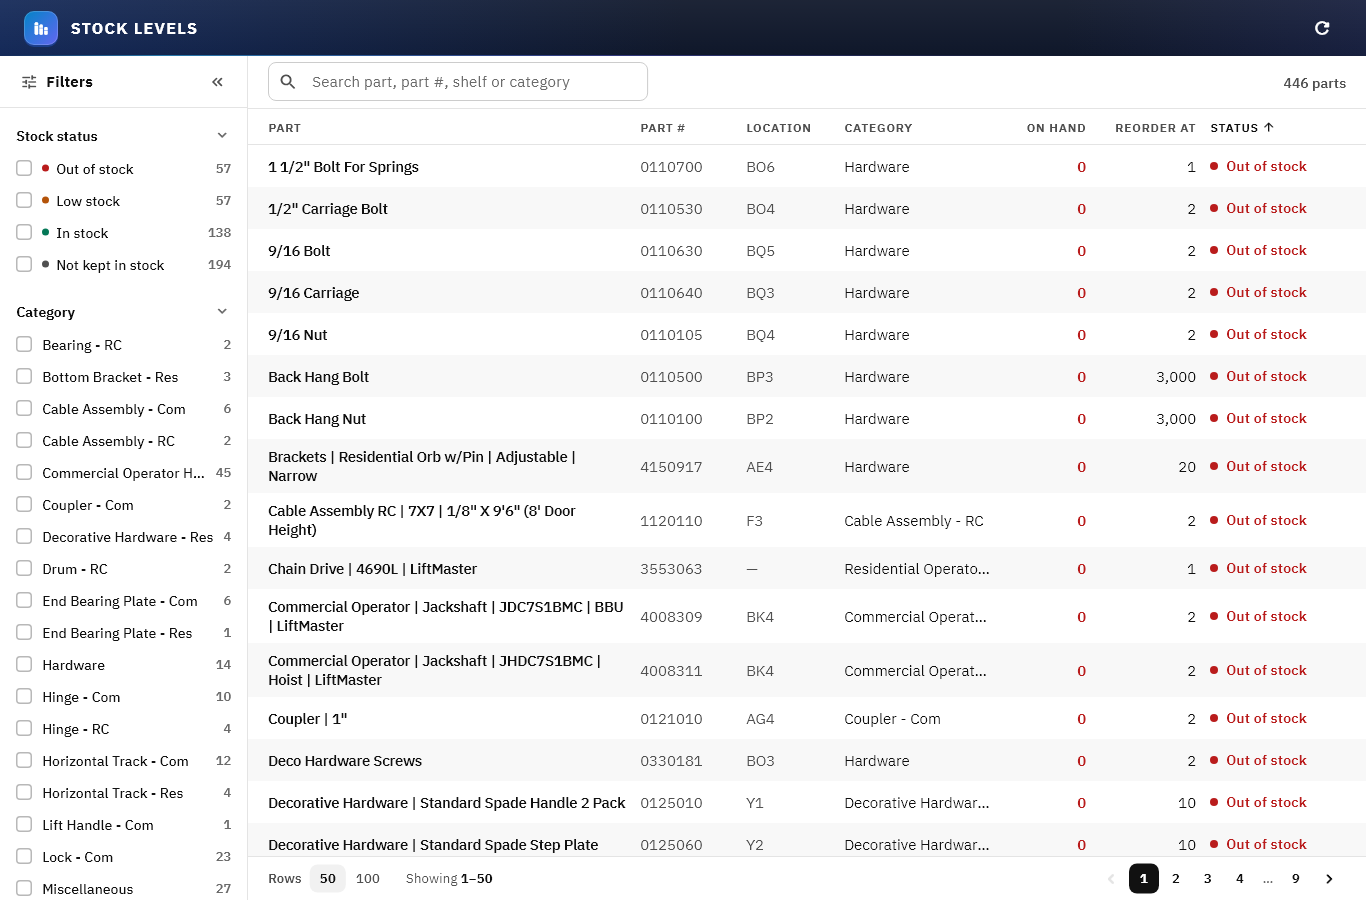 STOCK LEVELS
Filters
Stock status
Out of stock 57
Low stock 57
In stock 138
Not kept in stock 194
Category
Bearing - RC 2
Bottom Bracket - Res 3
Cable Assembly - Com 6
Cable Assembly - RC 2
Commercial Operator H... 45
Coupler - Com 2
Decorative Hardware - Res 4
Drum - RC 2
End Bearing Plate - Com 6
End Bearing Plate - Res 1
Hardware 14
Hinge - Com 10
Hinge - RC 4
Horizontal Track - Com 12
Horizontal Track - Res 4
Lift Handle - Com 1
Lock - Com 23
Miscellaneous 27
Search part, part #, shelf or category
446 parts
PART PART # LOCATION CATEGORY ON HAND REORDER AT STATUS ↑
1 1/2" Bolt For Springs 0110700 BO6 Hardware 0 1 Out of stock
1/2" Carriage Bolt 0110530 BO4 Hardware 0 2 Out of stock
9/16 Bolt 0110630 BQ5 Hardware 0 2 Out of stock
9/16 Carriage 0110640 BQ3 Hardware 0 2 Out of stock
9/16 Nut 0110105 BQ4 Hardware 0 2 Out of stock
Back Hang Bolt 0110500 BP3 Hardware 0 3,000 Out of stock
Back Hang Nut 0110100 BP2 Hardware 0 3,000 Out of stock
Brackets | Residential Orb w/Pin | Adjustable |
Narrow 4150917 AE4 Hardware 0 20 Out of stock
Cable Assembly RC | 7X7 | 1/8" X 9'6" (8' Door
Height) 1120110 F3 Cable Assembly - RC 0 2 Out of stock
Chain Drive | 4690L | LiftMaster 3553063 — Residential Operato... 0 1 Out of stock
Commercial Operator | Jackshaft | JDC7S1BMC | BBU
| LiftMaster 4008309 BK4 Commercial Operat... 0 2 Out of stock
Commercial Operator | Jackshaft | JHDC7S1BMC |
Hoist | LiftMaster 4008311 BK4 Commercial Operat... 0 2 Out of stock
Coupler | 1" 0121010 AG4 Coupler - Com 0 2 Out of stock
Deco Hardware Screws 0330181 BO3 Hardware 0 2 Out of stock
Decorative Hardware | Standard Spade Handle 2 Pack 0125010 Y1 Decorative Hardwar... 0 10 Out of stock
Decorative Hardware | Standard Spade Step Plate 0125060 Y2 Decorative Hardwar... 0 10 Out of stock
Rows 50 100 Showing 1–50
1 2 3 4 ... 9